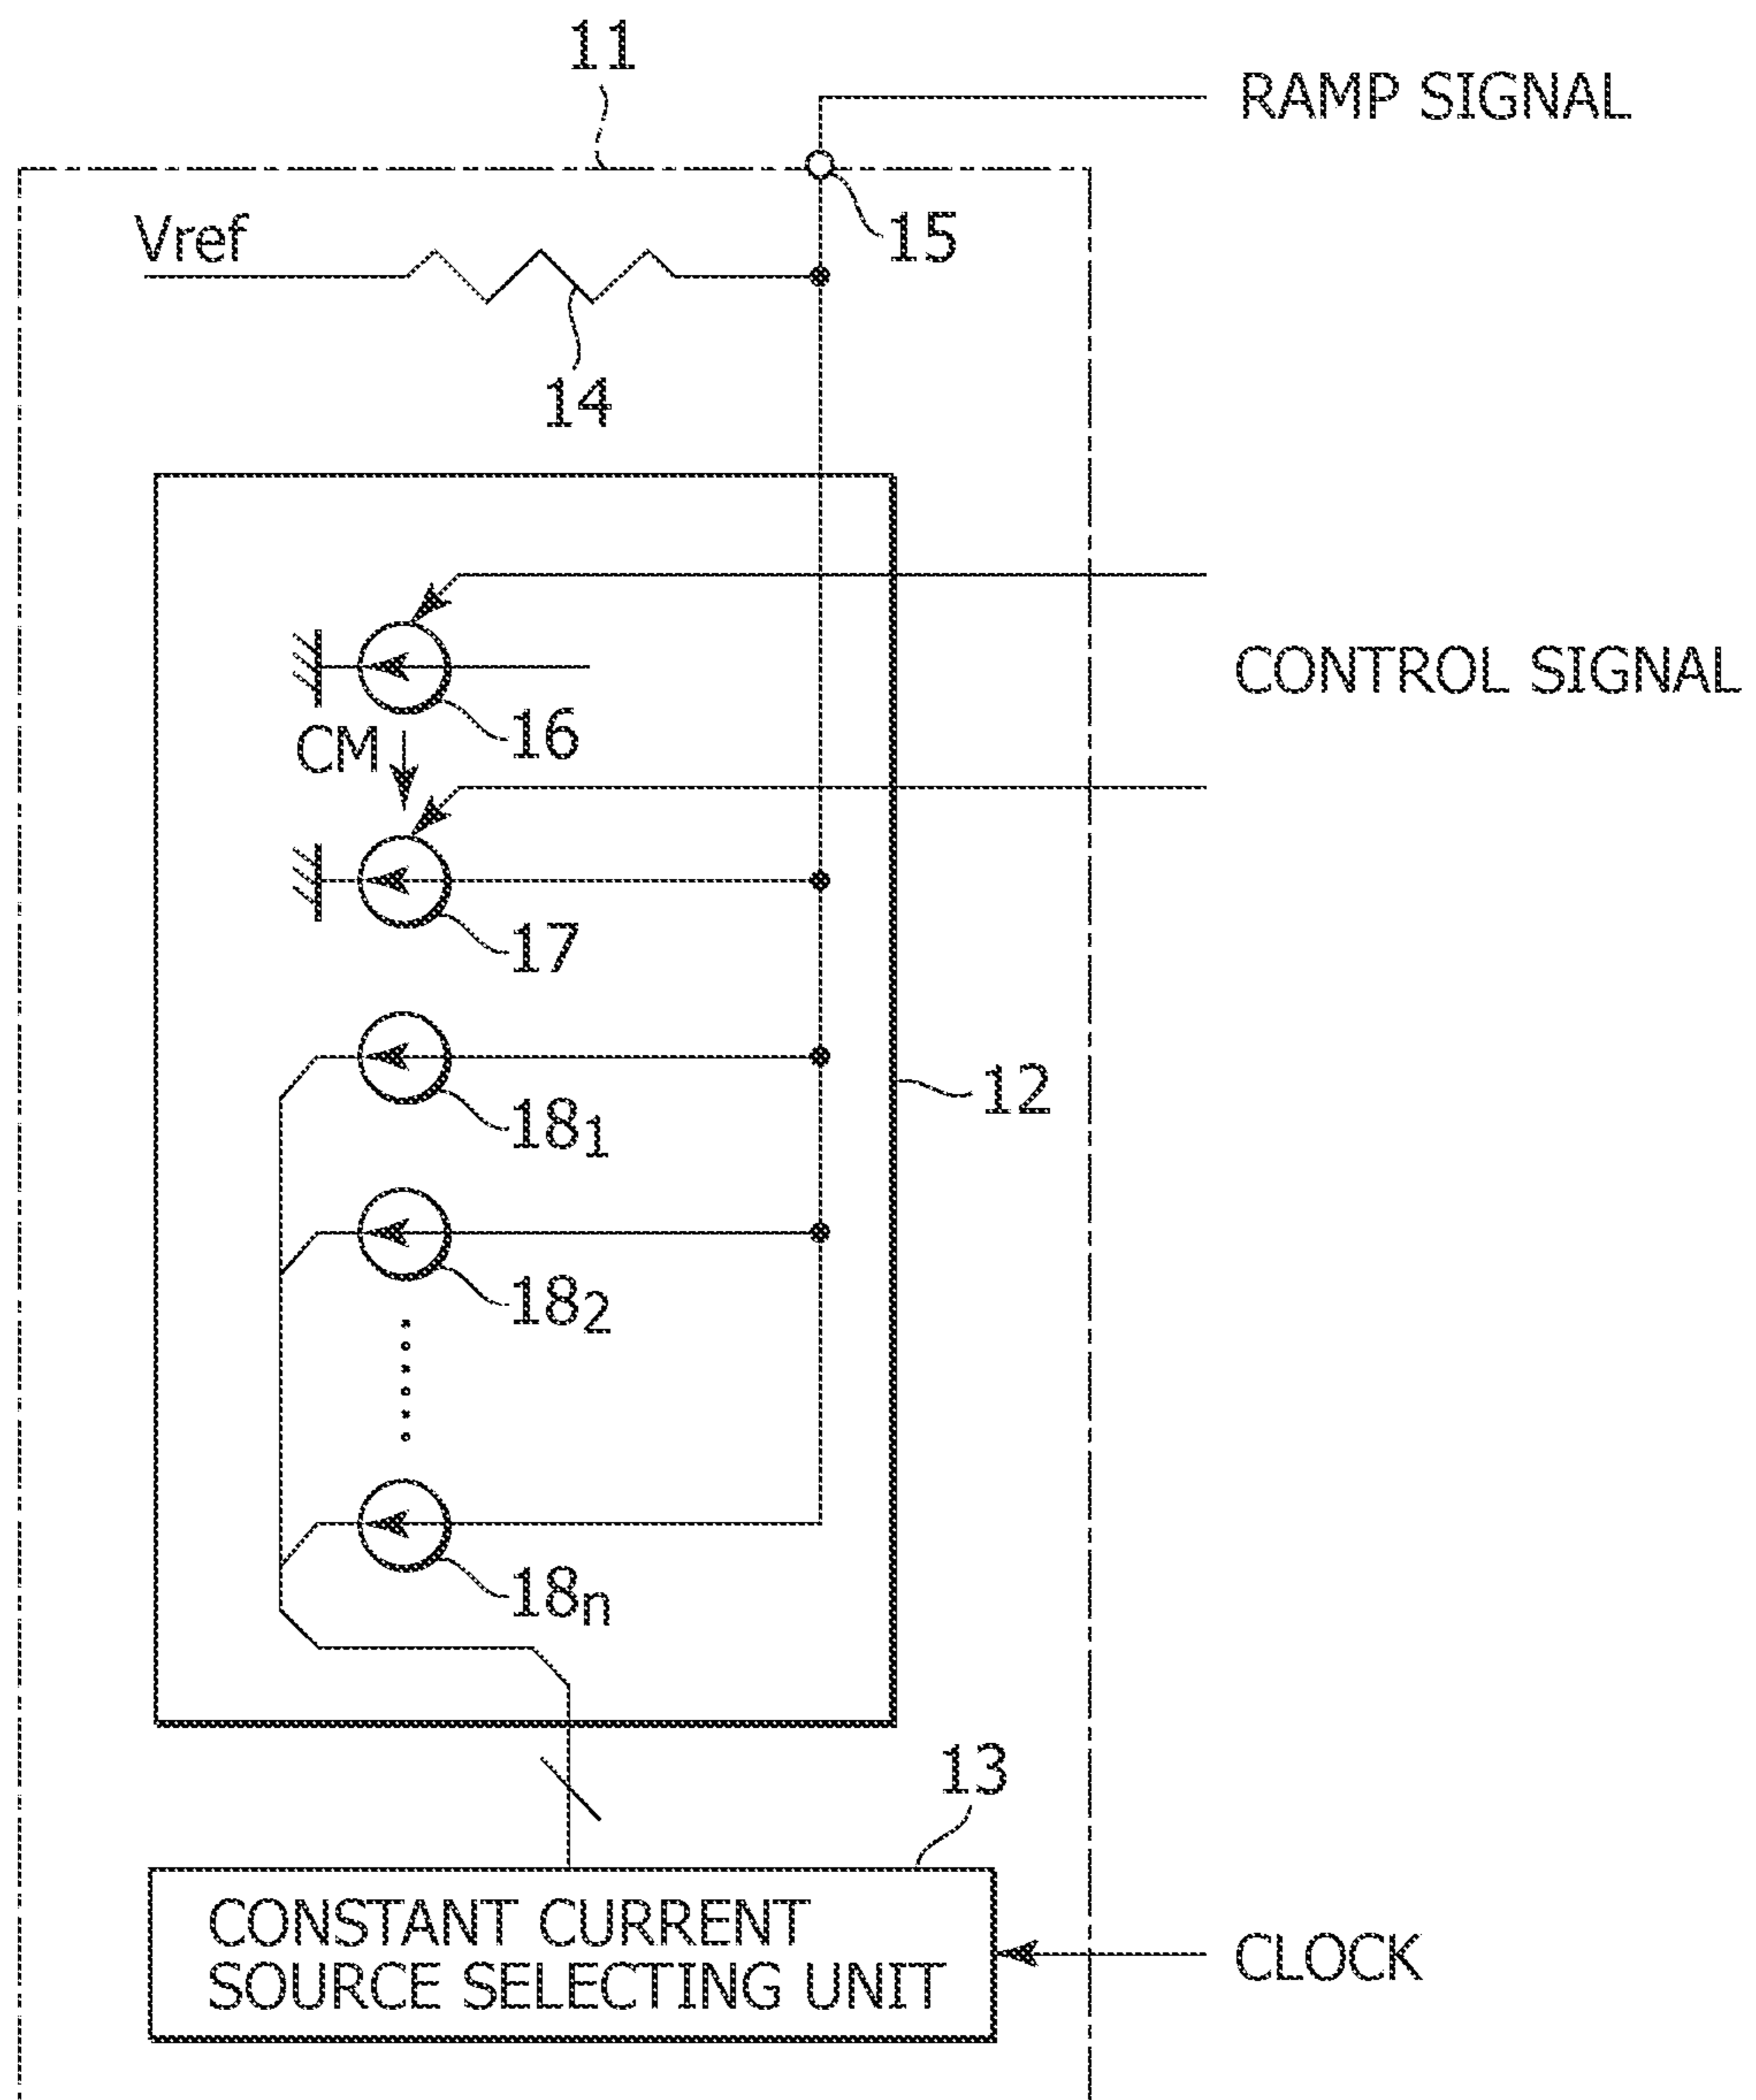 11
RAMP SIGNAL
Vref
15
14
CONTROL SIGNAL
16
CM
17
12
18₁
18₂
18ₙ
13
CONSTANT CURRENT
SOURCE SELECTING UNIT
CLOCK